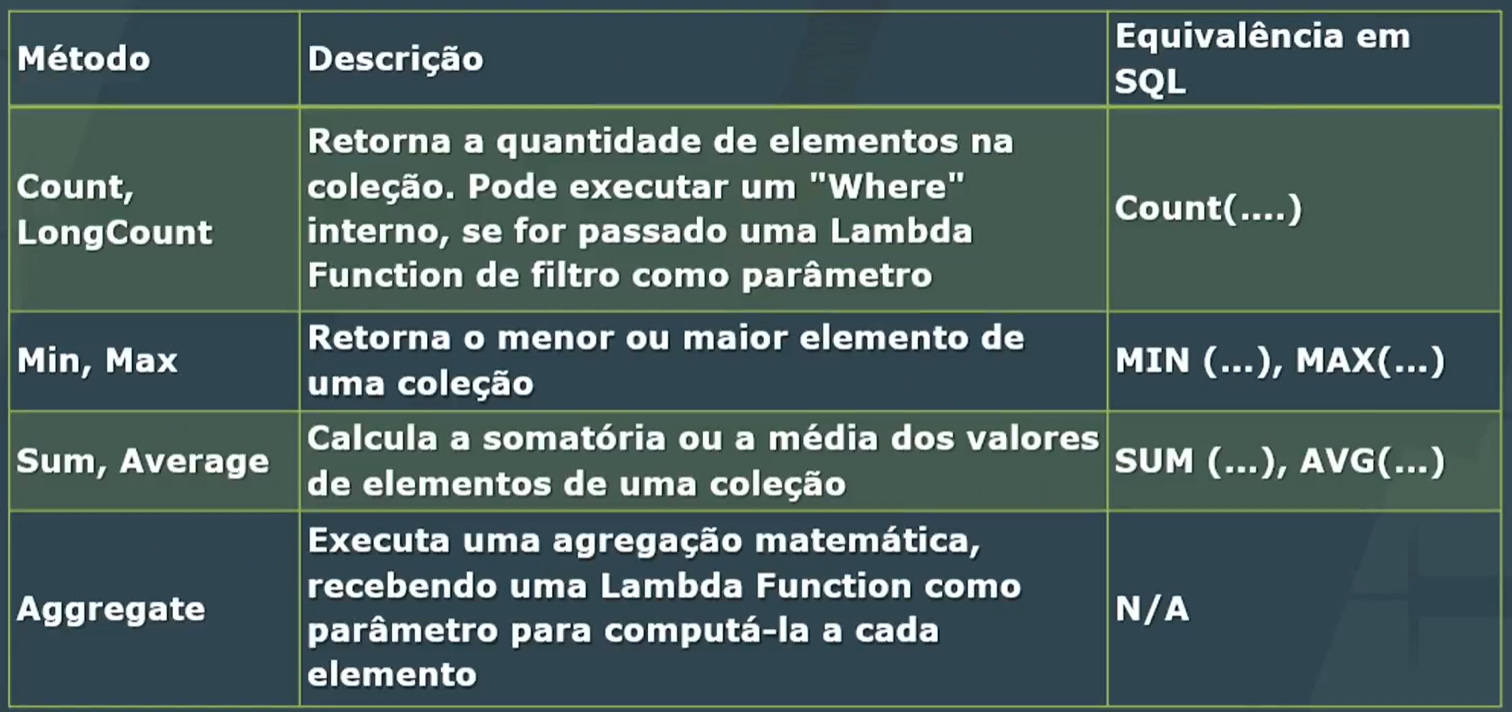 Método
Descrição
Equivalência em
SQL
Count,
LongCount
Retorna a quantidade de elementos na
coleção. Pode executar um "Where"
interno, se for passado uma Lambda
Function de filtro como parâmetro
Count(....)
Min, Max
Retorna o menor ou maior elemento de
uma coleção
MIN (...), MAX(...)
Sum, Average
Calcula a somatória ou a média dos valores
de elementos de uma coleção
SUM (...), AVG(...)
Aggregate
Executa uma agregação matemática,
recebendo uma Lambda Function como
parâmetro para computá-la a cada
elemento
N/A